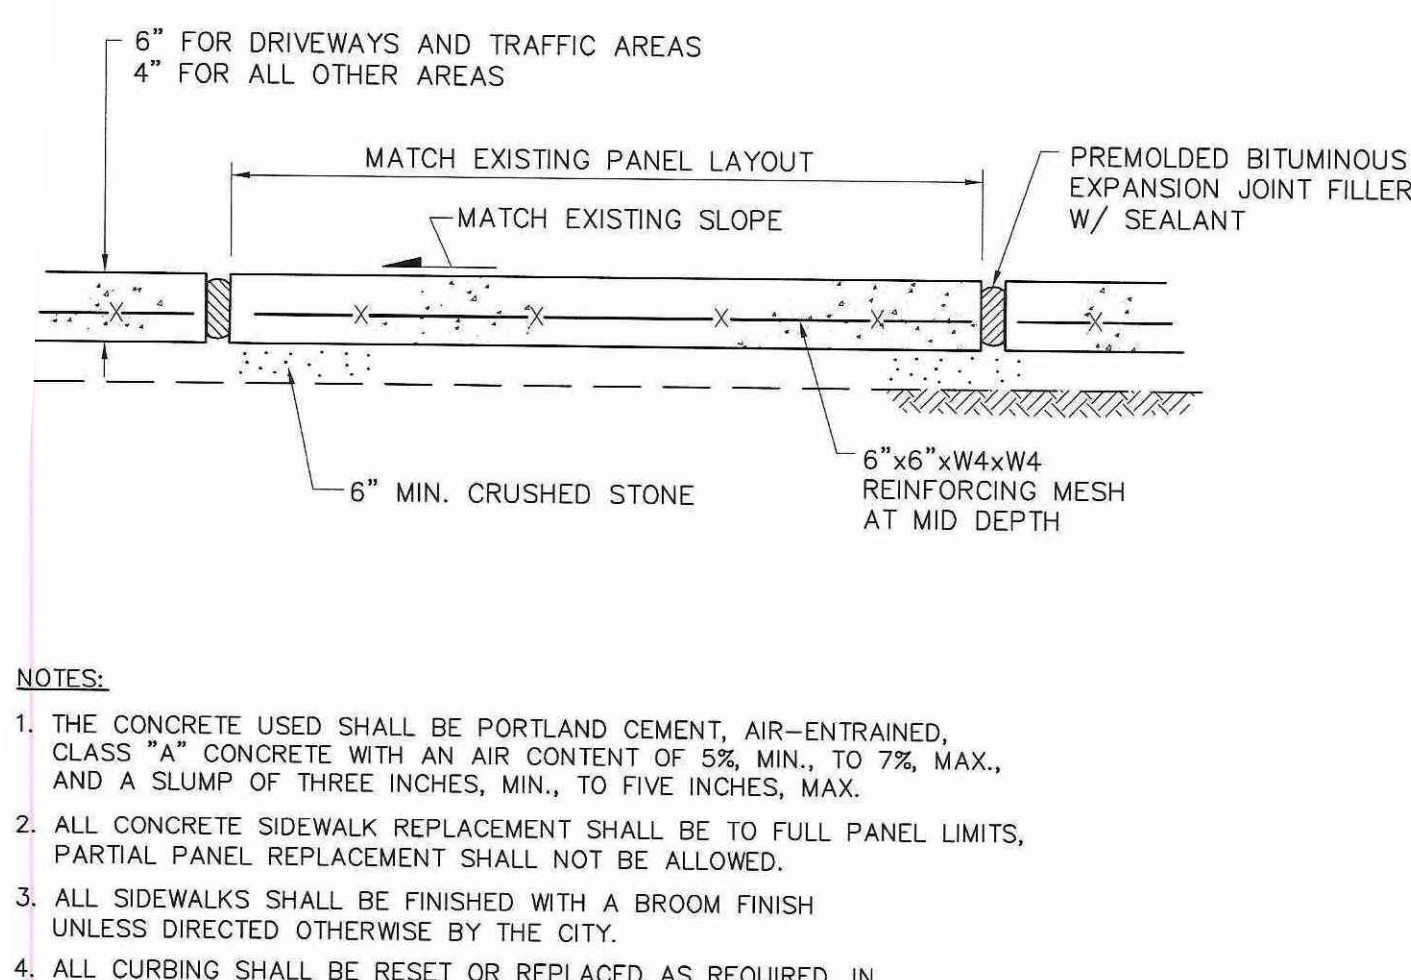 6" FOR DRIVEWAYS AND TRAFFIC AREAS
4" FOR ALL OTHER AREAS
MATCH EXISTING PANEL LAYOUT
MATCH EXISTING SLOPE
PREMOLDED BITUMINOUS
EXPANSION JOINT FILLER
W/ SEALANT
6" MIN. CRUSHED STONE
6"x6"xW4xW4
REINFORCING MESH
AT MID DEPTH
NOTES:
1. THE CONCRETE USED SHALL BE PORTLAND CEMENT, AIR-ENTRAINED,
CLASS "A" CONCRETE WITH AN AIR CONTENT OF 5%, MIN., TO 7%, MAX.,
AND A SLUMP OF THREE INCHES, MIN., TO FIVE INCHES, MAX.
2. ALL CONCRETE SIDEWALK REPLACEMENT SHALL BE TO FULL PANEL LIMITS,
PARTIAL PANEL REPLACEMENT SHALL NOT BE ALLOWED.
3. ALL SIDEWALKS SHALL BE FINISHED WITH A BROOM FINISH
UNLESS DIRECTED OTHERWISE BY THE CITY.
4. ALL CURBING SHALL BE RESET OR REPLACED AS REQUIRED, IN